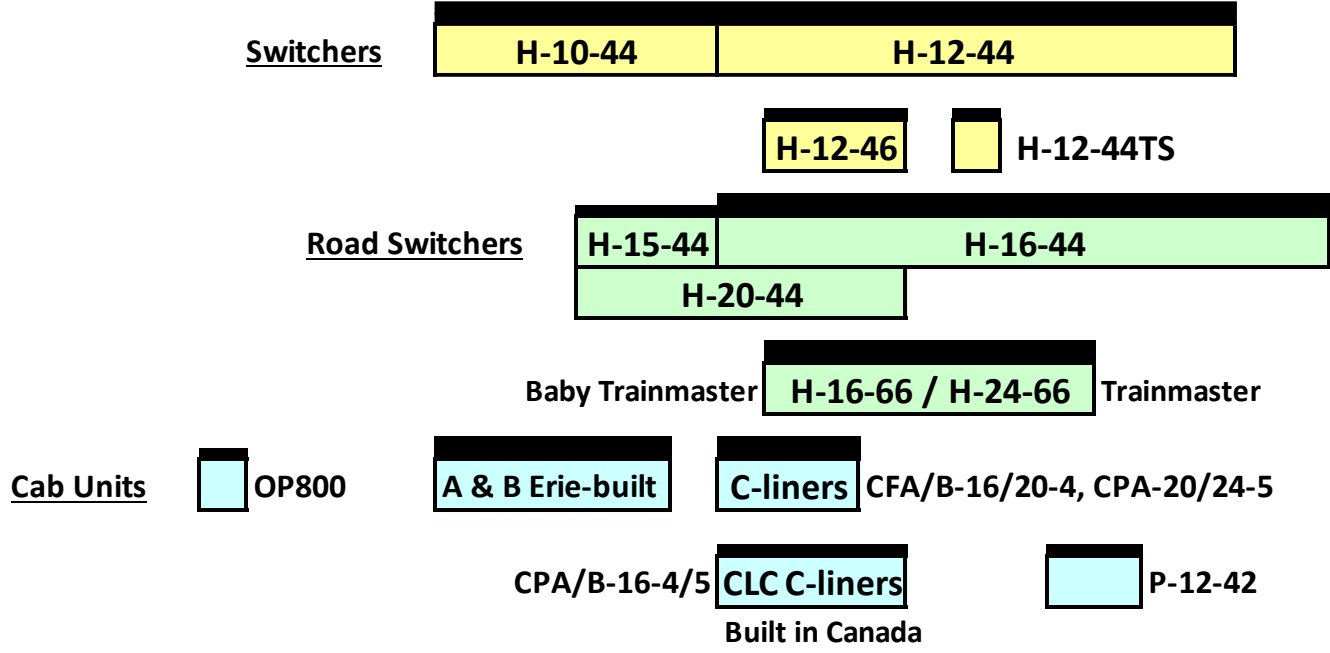 Switchers H-10-44 H-12-44
H-12-46 H-12-44TS
Road Switchers H-15-44 H-16-44
H-20-44
Baby Trainmaster H-16-66 / H-24-66 Trainmaster
Cab Units OP800 A & B Erie-built C-liners CFA/B-16/20-4, CPA-20/24-5
CPA/B-16-4/5 CLC C-liners P-12-42
Built in Canada